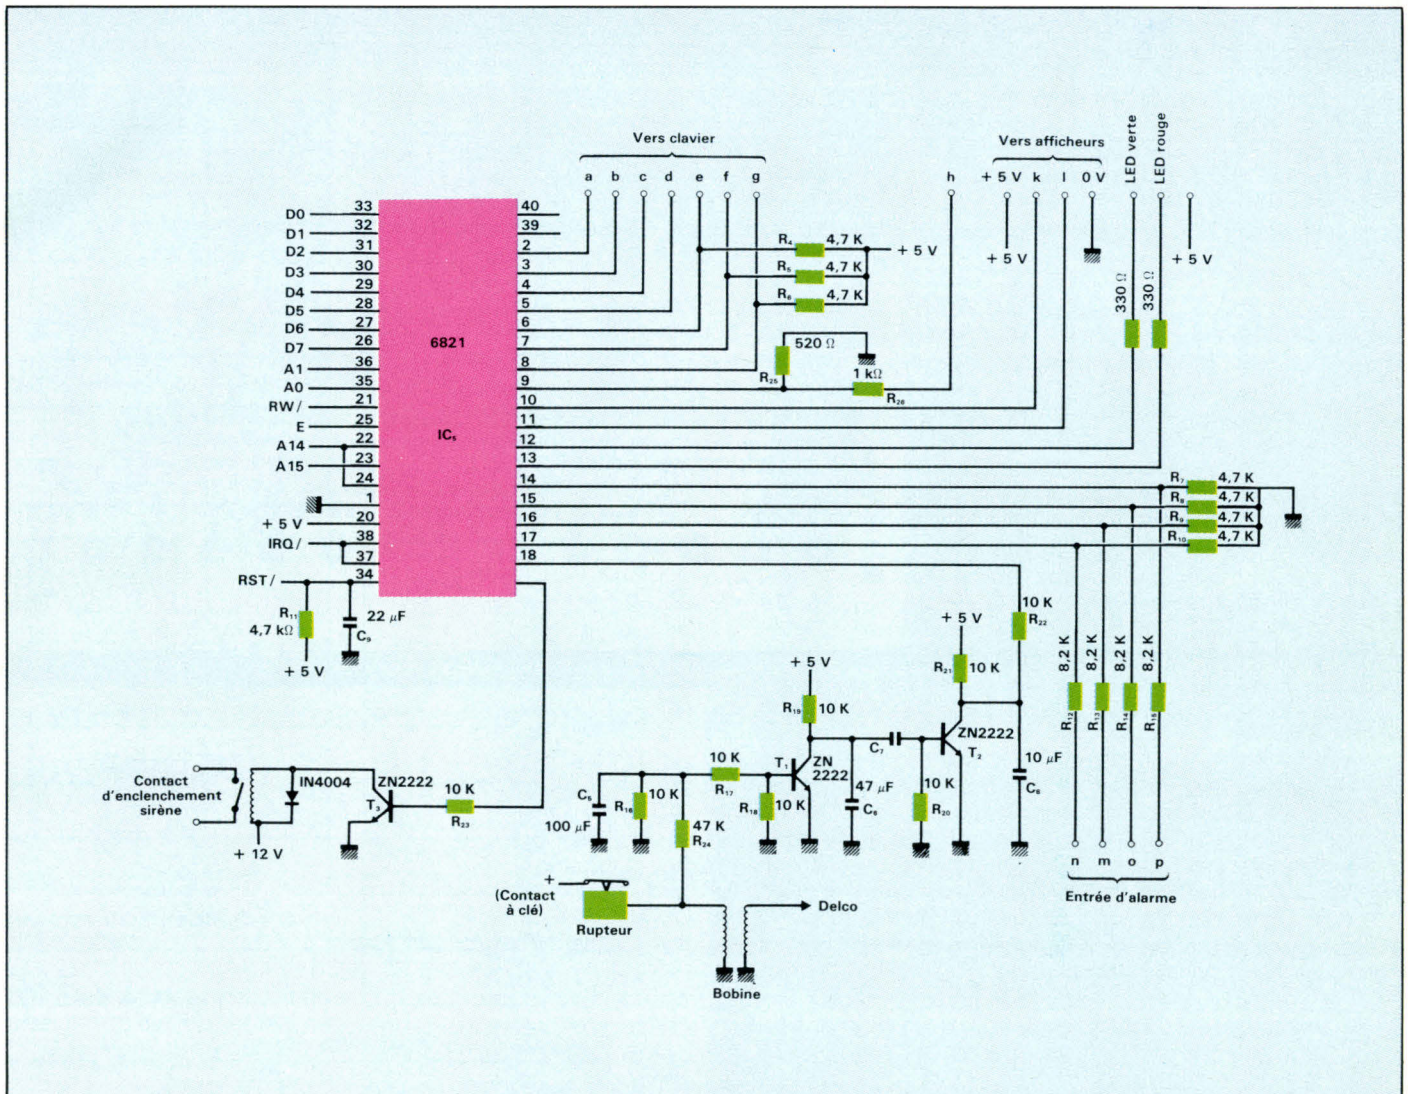 Vers clavier
a b c d e f g
h
Vers afficheurs
+ 5 V k l 0 V
LED verte
LED rouge
D0 33
D1 32
D2 31
D3 30
D4 29
D5 28
D6 27
D7 26
A1 36
A0 35
RW/ 21
E 25
A14 22
A15 23
24
1
+ 5 V 20
IRQ/ 38
37
RST/ 34
6821
IC₅
40
39
2
3
4
5
6
7
8
9
10
11
12
13
14
15
16
17
18
R₄ 4,7 K
+ 5 V
R₅ 4,7 K
R₆ 4,7 K
520 Ω
R₂₅
1 kΩ
R₂₆
+ 5 V
330 Ω
330 Ω
+ 5 V
R₇ 4,7 K
R₈ 4,7 K
R₉ 4,7 K
R₁₀ 4,7 K
R₁₁
4,7 kΩ
+ 5 V
22 µF
C₉
10 K
R₂₂
+ 5 V
R₂₁ 10 K
+ 5 V
R₁₉ 10 K
8,2 K
8,2 K
8,2 K
8,2 K
R₁₂
R₁₃
R₁₄
R₁₅
ZN2222
T₂
C₇
10 K
R₁₇
T₁
ZN
2222
10 µF
C₈
Contact
d'enclenchement
sirène
IN4004
ZN2222
T₃
10 K
R₂₃
+ 12 V
C₅
100 µF
R₁₆ 10 K
47 K
R₂₄
R₁₈ 10 K
47 µF
C₆
10 K
R₂₀
n m o p
Entrée d'alarme
+
(Contact
à clé)
Rupteur
Delco
Bobine